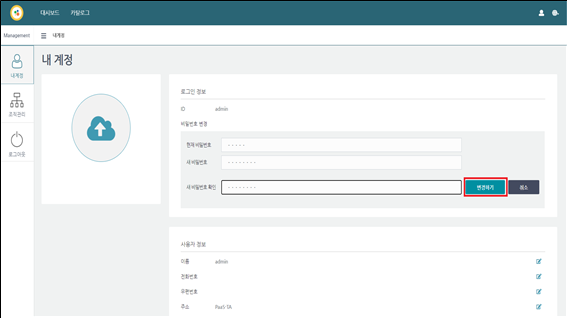 대시보드 카탈로그
Management 내계정
내 계정
내계정
조직관리
로그아웃
로그인 정보
ID admin
비밀번호 변경
현재 비밀번호 ·····
새 비밀번호 ········
새 비밀번호 확인 ········ 변경하기 취소
사용자 정보
이름 admin
전화번호
우편번호
주소 PaaS-TA